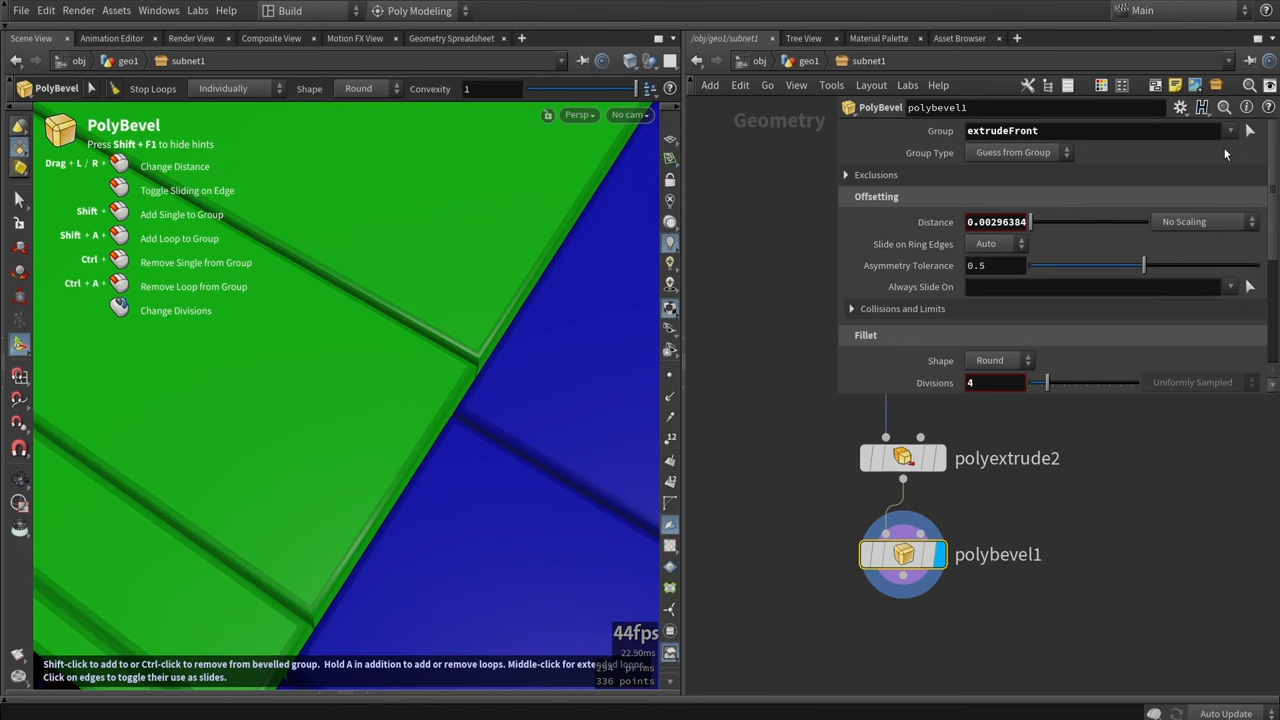 File Edit Render Assets Windows Labs Help Build Poly Modeling Main
Scene View Animation Editor Render View Composite View Motion FX View Geometry Spreadsheet
/obj/geo1/subnet1 Tree View Material Palette Asset Browser
obj geo1 subnet1
obj geo1 subnet1
PolyBevel Stop Loops Individually Shape Round Convexity 1
Add Edit Go View Tools Layout Labs Help
PolyBevel polybevel1
Geometry
Persp No cam
PolyBevel
Press Shift + F1 to hide hints
Drag + L / R + Change Distance
Toggle Sliding on Edge
Shift + Add Single to Group
Shift + A + Add Loop to Group
Ctrl + Remove Single from Group
Ctrl + A + Remove Loop from Group
Change Divisions
Group extrudeFront
Group Type Guess from Group
Exclusions
Offsetting
Distance 0.00296384 No Scaling
Slide on Ring Edges Auto
Asymmetry Tolerance 0.5
Always Slide On
Collisions and Limits
Fillet
Shape Round
Divisions 4 Uniformly Sampled
12
12
polyextrude2
polybevel1
44fps
22.90ms
294 prims
336 points
Shift-click to add to or Ctrl-click to remove from bevelled group. Hold A in addition to add or remove loops. Middle-click for extended loops.
Click on edges to toggle their use as slides.
Auto Update